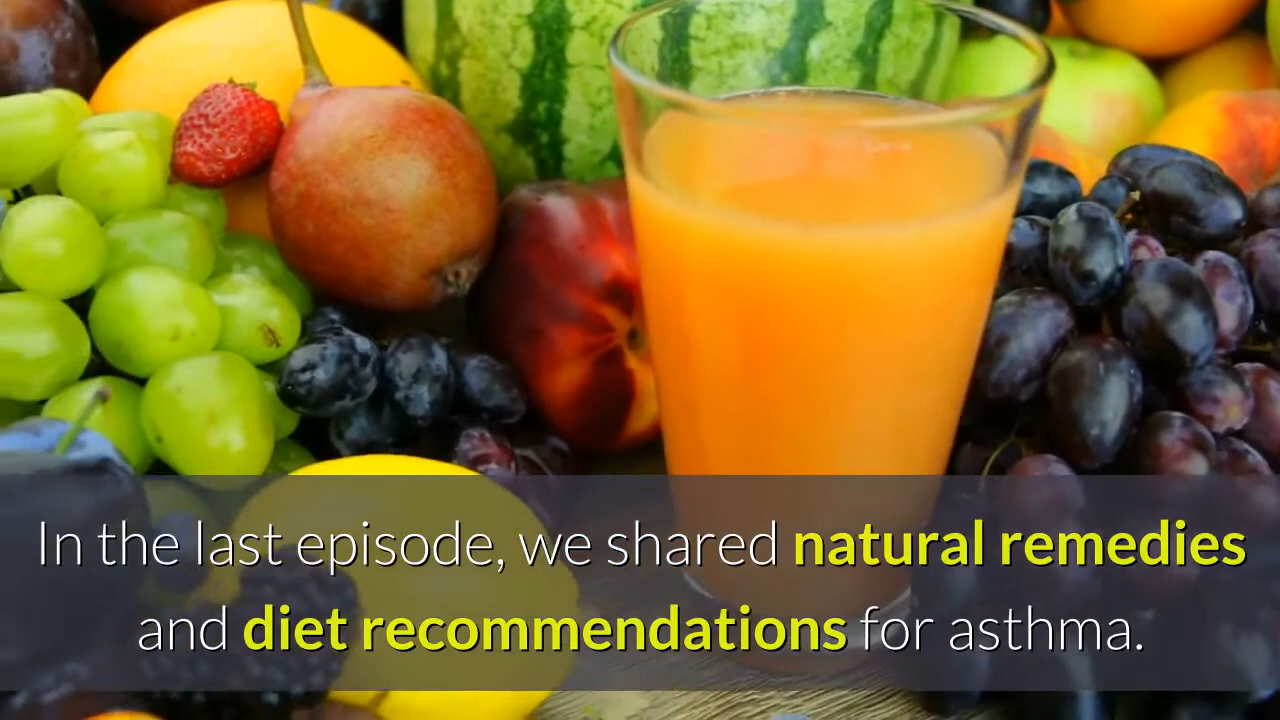 In the last episode, we shared natural remedies
and diet recommendations for asthma.